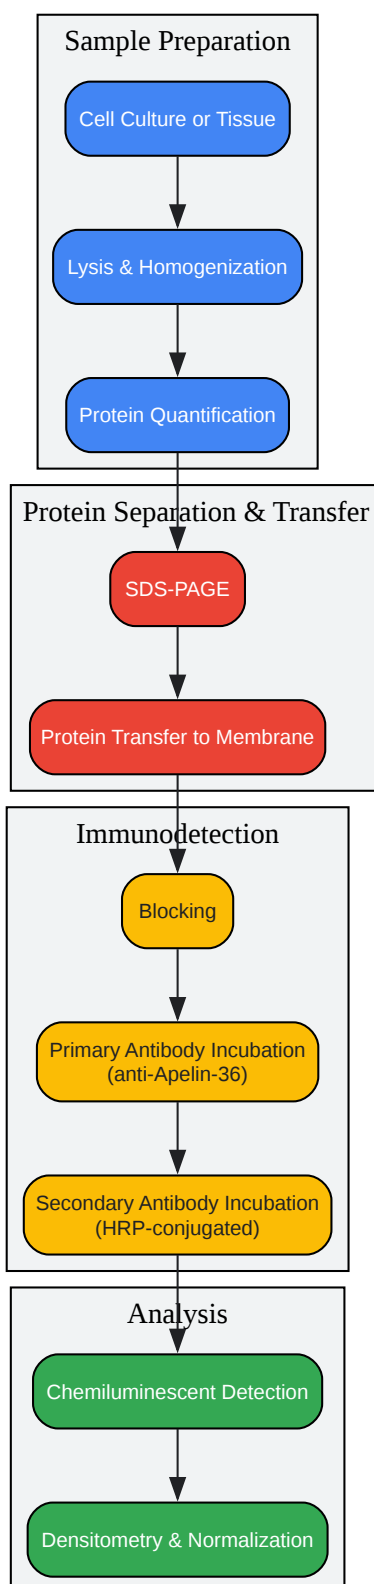 Sample Preparation
Cell Culture or Tissue
Lysis & Homogenization
Protein Quantification
Protein Separation & Transfer
SDS-PAGE
Protein Transfer to Membrane
Immunodetection
Blocking
Primary Antibody Incubation
(anti-Apelin-36)
Secondary Antibody Incubation
(HRP-conjugated)
Analysis
Chemiluminescent Detection
Densitometry & Normalization